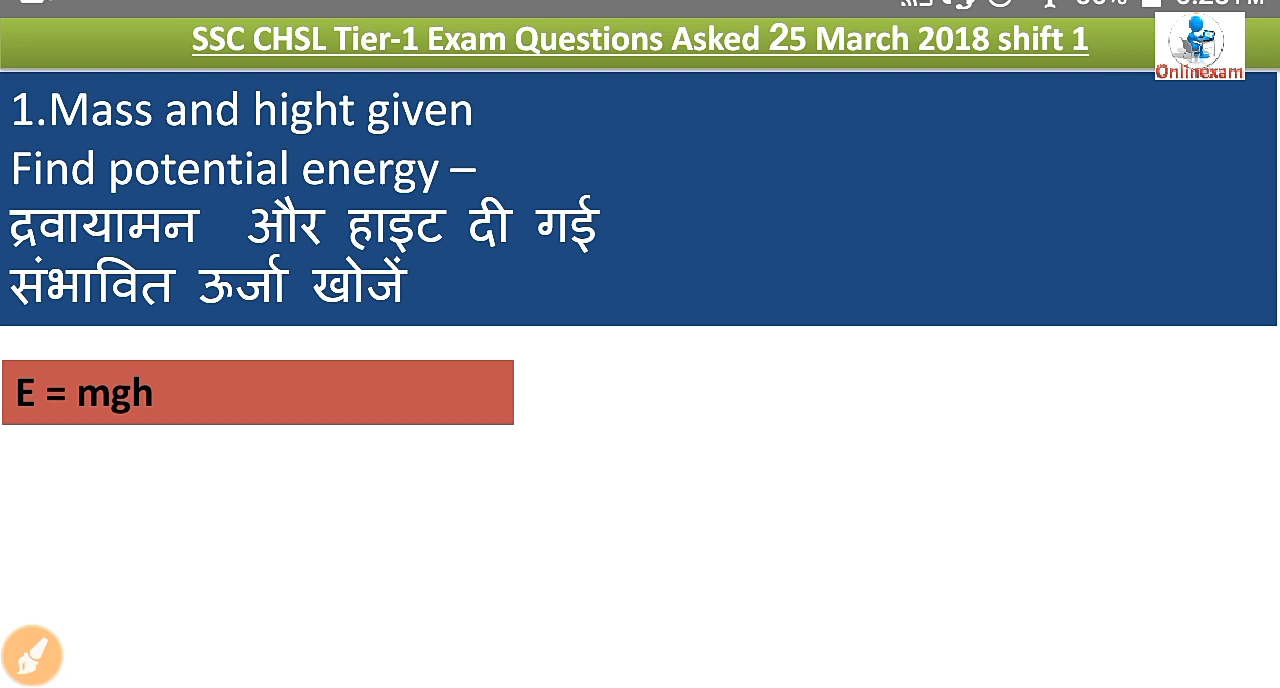 SSC CHSL Tier-1 Exam Questions Asked 25 March 2018 shift 1
Onlinexam
1.Mass and hight given
Find potential energy –
द्रवायामन और हाइट दी गई
संभावित ऊर्जा खोजें
E = mgh